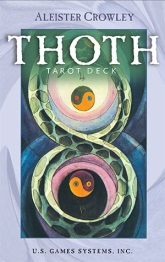 ALEISTER CROWLEY
THOTH
TAROT DECK
U.S. GAMES SYSTEMS, INC.